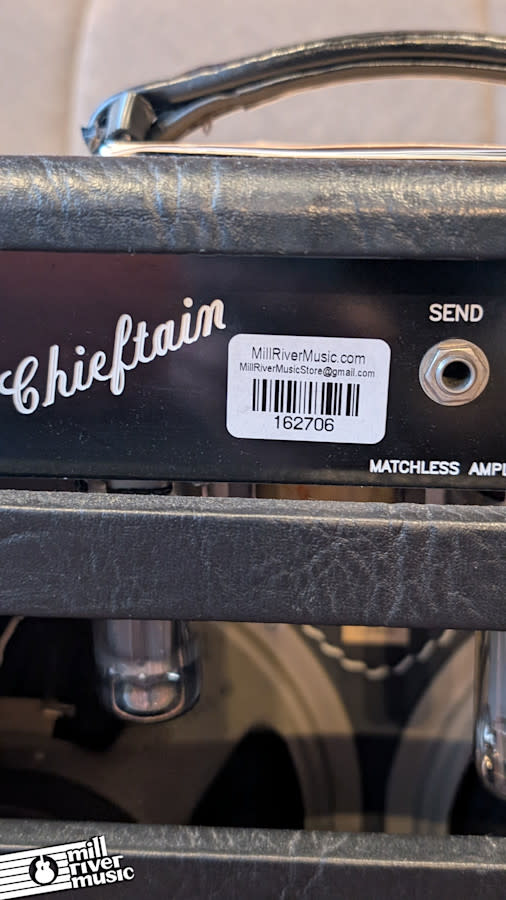 SEND
Chieftain
MillRiverMusic.com
MillRiverMusicStore@gmail.com
162706
MATCHLESS AMPL
mill
river
music